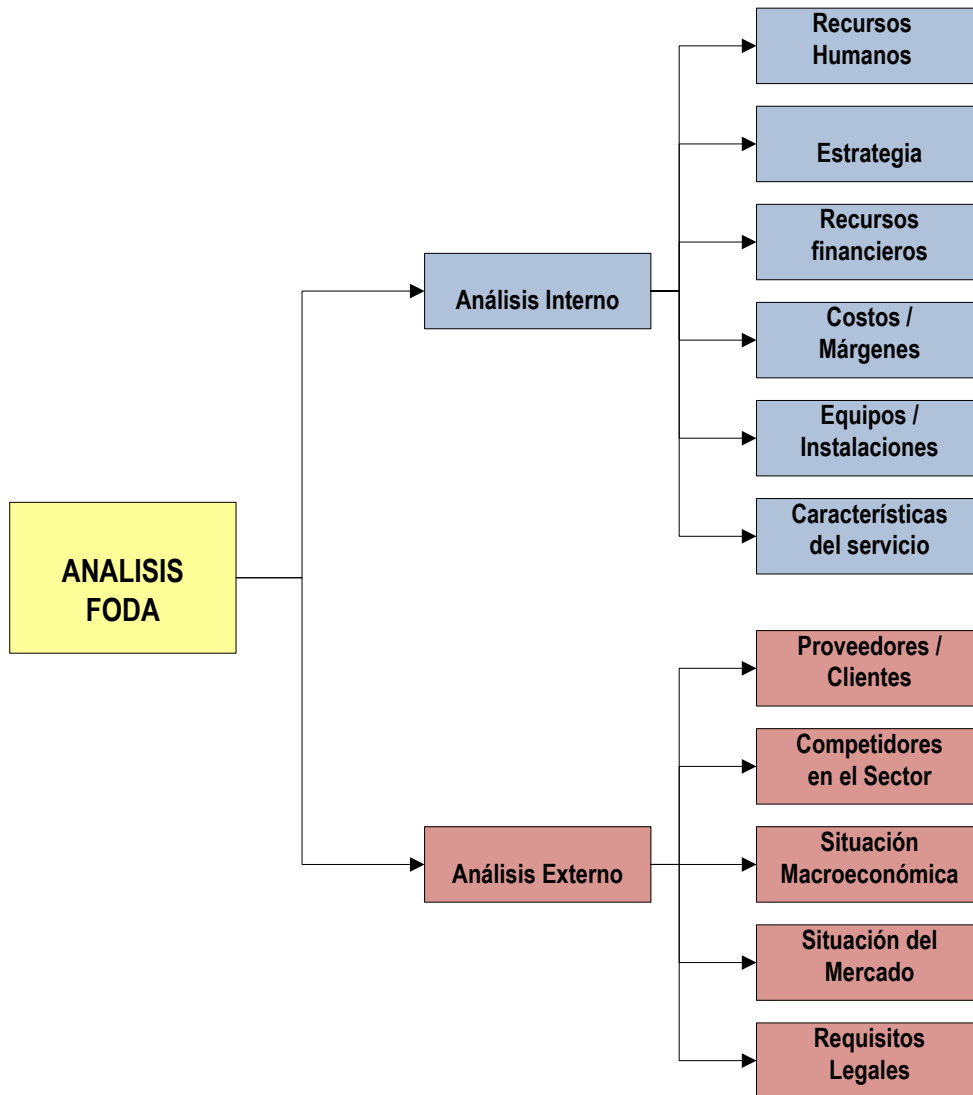 Recursos
Humanos
Estrategia
Recursos
financieros
Análisis Interno
Costos /
Márgenes
Equipos /
Instalaciones
Características
del servicio
ANALISIS
FODA
Proveedores /
Clientes
Competidores
en el Sector
Análisis Externo
Situación
Macroeconómica
Situación del
Mercado
Requisitos
Legales